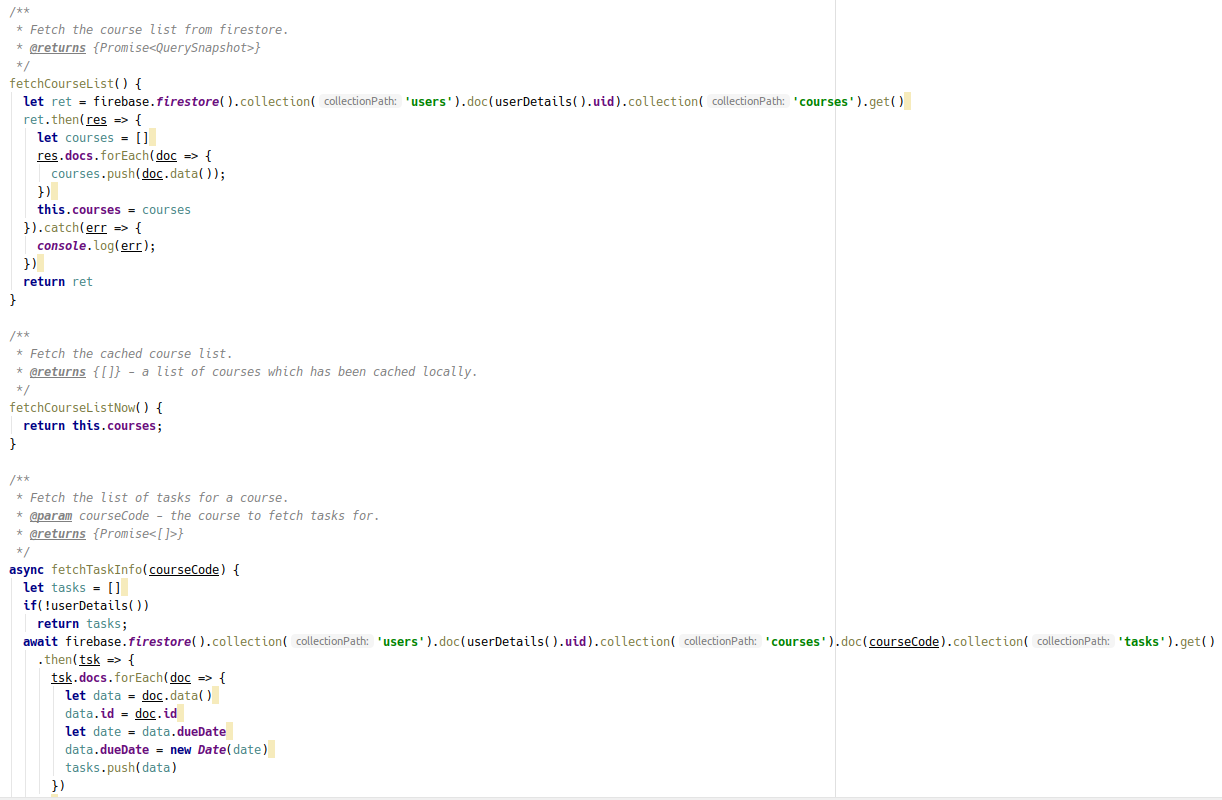 /**
 * Fetch the course list from firestore.
 * @returns {Promise<QuerySnapshot>}
 */
fetchCourseList() {
  let ret = firebase.firestore().collection( collectionPath: 'users').doc(userDetails().uid).collection( collectionPath: 'courses').get()
  ret.then(res => {
    let courses = []
    res.docs.forEach(doc => {
      courses.push(doc.data());
    })
    this.courses = courses
  }).catch(err => {
    console.log(err);
  })
  return ret
}

/**
 * Fetch the cached course list.
 * @returns {[]} - a list of courses which has been cached locally.
 */
fetchCourseListNow() {
  return this.courses;
}

/**
 * Fetch the list of tasks for a course.
 * @param courseCode - the course to fetch tasks for.
 * @returns {Promise<[]>}
 */
async fetchTaskInfo(courseCode) {
  let tasks = []
  if(!userDetails())
    return tasks;
  await firebase.firestore().collection( collectionPath: 'users').doc(userDetails().uid).collection( collectionPath: 'courses').doc(courseCode).collection( collectionPath: 'tasks').get()
    .then(tsk => {
      tsk.docs.forEach(doc => {
        let data = doc.data()
        data.id = doc.id
        let date = data.dueDate
        data.dueDate = new Date(date)
        tasks.push(data)
      })